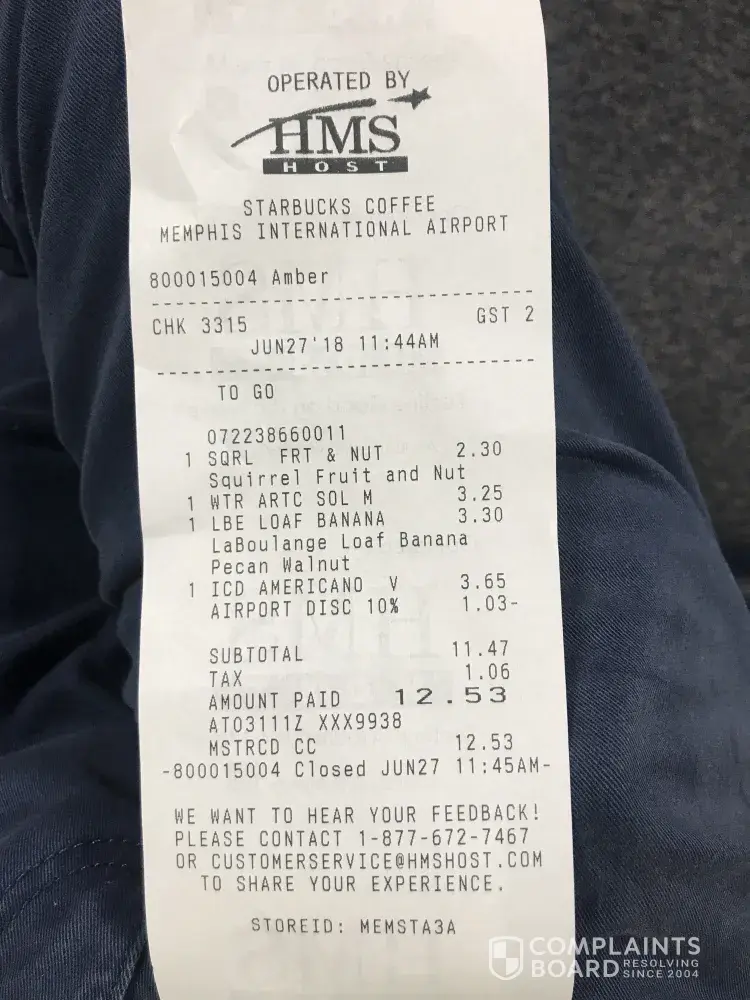 OPERATED BY
HMS
HOST
STARBUCKS COFFEE
MEMPHIS INTERNATIONAL AIRPORT
800015004 Amber
CHK 3315 GST 2
JUN27'18 11:44AM
TO GO
072238660011
1 SQRL FRT & NUT 2.30
Squirrel Fruit and Nut
1 WTR ARTC SOL M 3.25
1 LBE LOAF BANANA 3.30
LaBoulange Loaf Banana
Pecan Walnut
1 ICD AMERICANO V 3.65
AIRPORT DISC 10% 1.03-
SUBTOTAL 11.47
TAX 1.06
AMOUNT PAID 12.53
AT03111Z XXX9938
MSTRCD CC 12.53
-800015004 Closed JUN27 11:45AM-
WE WANT TO HEAR YOUR FEEDBACK!
PLEASE CONTACT 1-877-672-7467
OR CUSTOMERSERVICE@HMSHOST.COM
TO SHARE YOUR EXPERIENCE.
STOREID: MEMSTA3A
COMPLAINTS
BOARD RESOLVING SINCE 2004